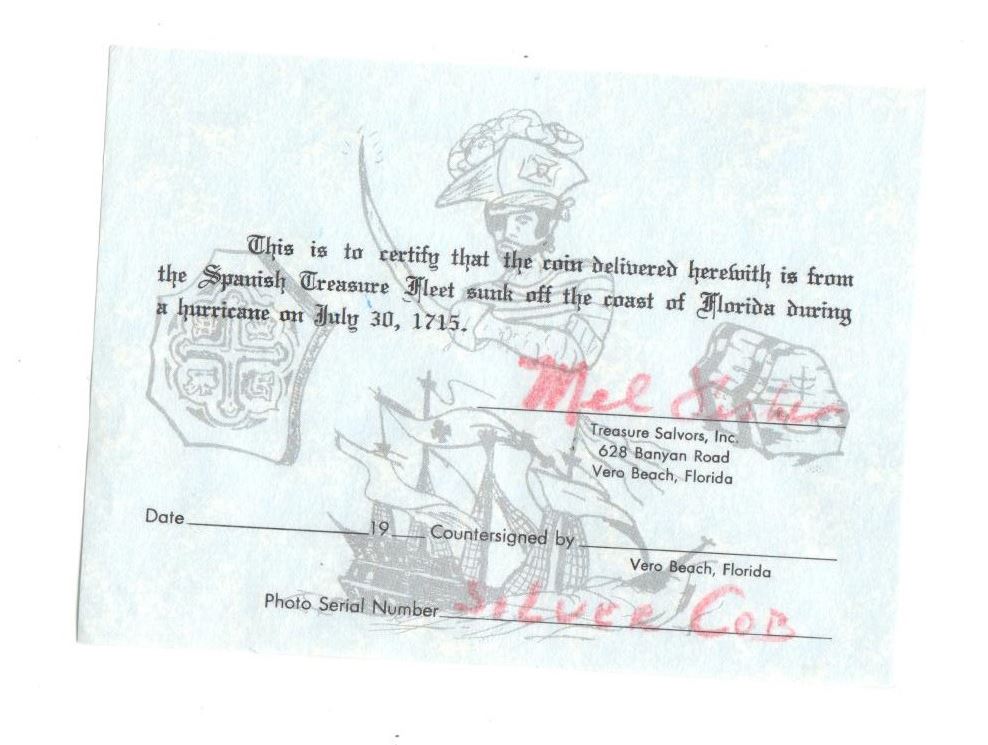 This is to certify that the coin delivered herewith is from
the Spanish Treasure Fleet sunk off the coast of Florida during
a hurricane on July 30, 1715.
Mel
Treasure Salvors, Inc.
628 Banyan Road
Vero Beach, Florida
Date 19 Countersigned by
Vero Beach, Florida
Photo Serial Number Silver Cob